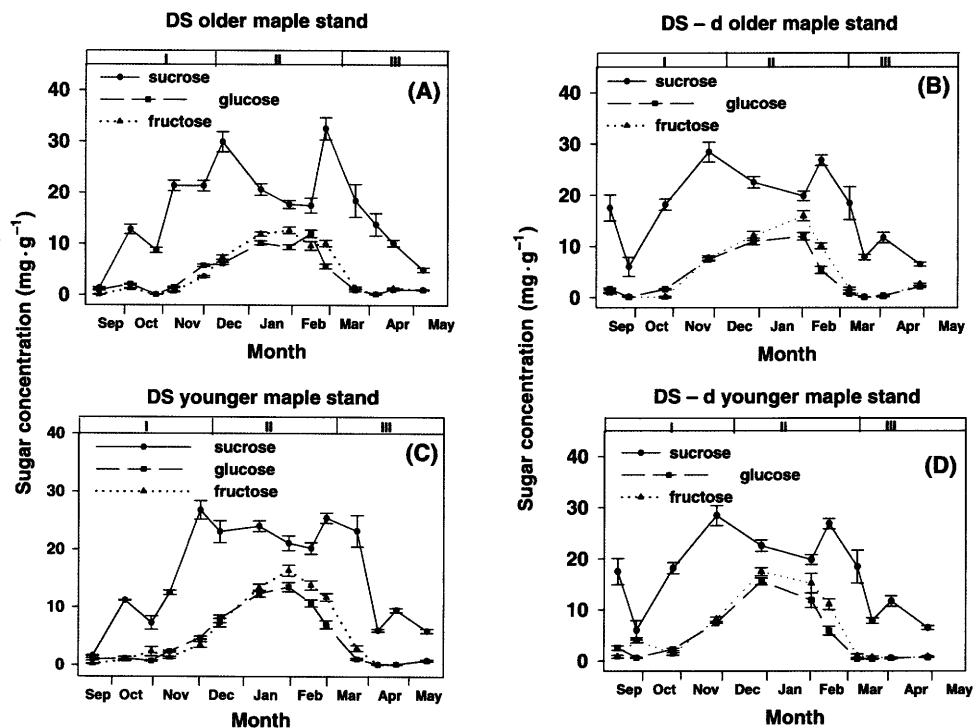 DS older maple stand
I II III
40
30
20
10
0
sucrose
glucose
fructose
(A)
Sep Oct Nov Dec Jan Feb Mar Apr May
Month
DS – d older maple stand
I II III
40
30
20
10
0
sucrose
glucose
fructose
(B)
Sep Oct Nov Dec Jan Feb Mar Apr May
Month
Sugar concentration (mg·g⁻¹)
Sugar concentration (mg·g⁻¹)
DS younger maple stand
I II III
40
30
20
10
0
sucrose
glucose
fructose
(C)
Sep Oct Nov Dec Jan Feb Mar Apr May
Month
DS – d younger maple stand
I II III
40
30
20
10
0
sucrose
glucose
fructose
(D)
Sep Oct Nov Dec Jan Feb Mar Apr May
Month